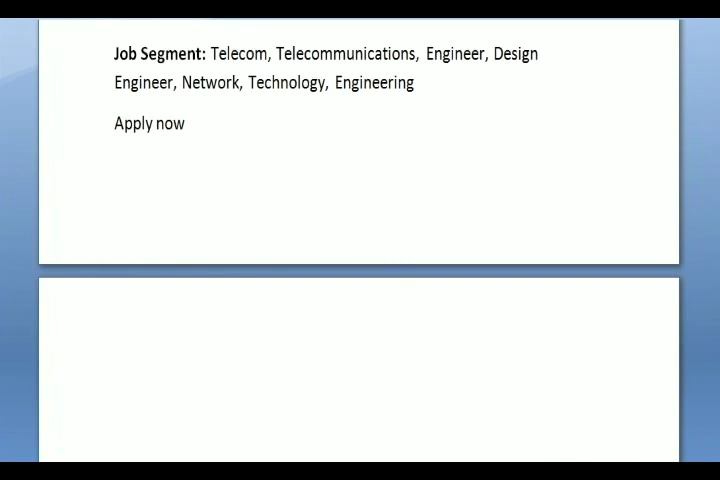 Job Segment: Telecom, Telecommunications, Engineer, Design
Engineer, Network, Technology, Engineering
Apply now